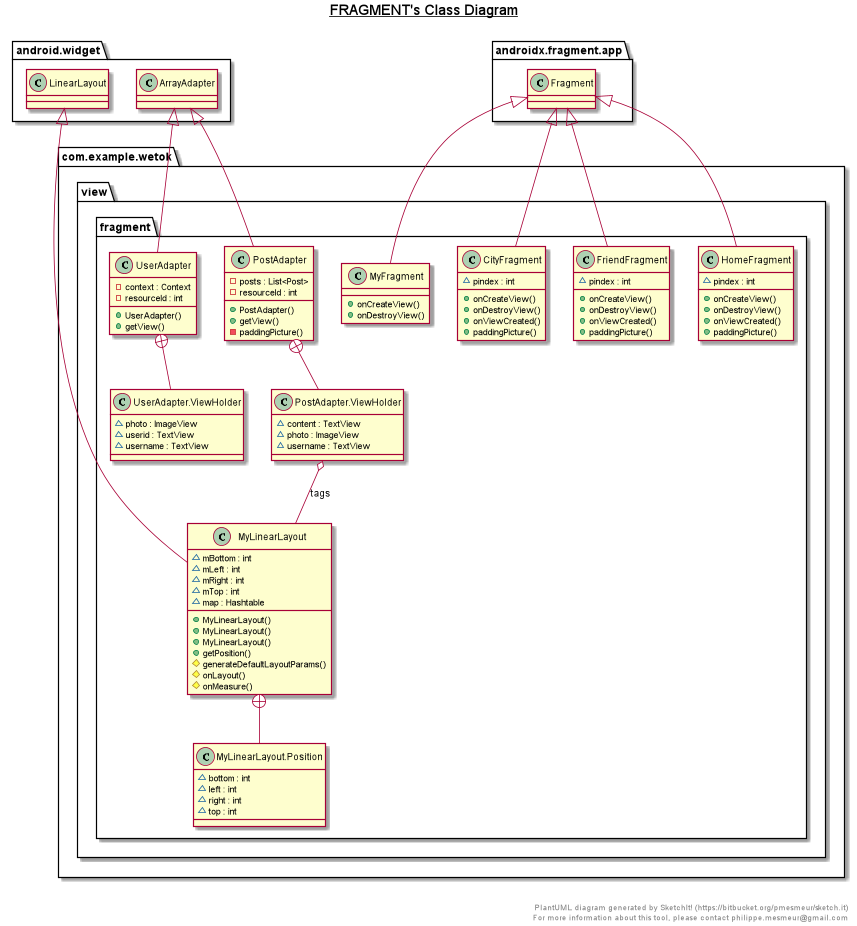 FRAGMENT's Class Diagram
android.widget
androidx.fragment.app
C LinearLayout
C ArrayAdapter
C Fragment
com.example.wetok
view
fragment
C UserAdapter
context : Context
resourceId : int
UserAdapter()
getView()
C PostAdapter
posts : List<Post>
resourceId : int
PostAdapter()
getView()
paddingPicture()
C MyFragment
onCreateView()
onDestroyView()
C CityFragment
pindex : int
onCreateView()
onDestroyView()
onViewCreated()
paddingPicture()
C FriendFragment
pindex : int
onCreateView()
onDestroyView()
onViewCreated()
paddingPicture()
C HomeFragment
pindex : int
onCreateView()
onDestroyView()
onViewCreated()
paddingPicture()
C UserAdapter.ViewHolder
photo : ImageView
userid : TextView
username : TextView
C PostAdapter.ViewHolder
content : TextView
photo : ImageView
username : TextView
tags
C MyLinearLayout
mBottom : int
mLeft : int
mRight : int
mTop : int
map : Hashtable
MyLinearLayout()
MyLinearLayout()
MyLinearLayout()
getPosition()
generateDefaultLayoutParams()
onLayout()
onMeasure()
C MyLinearLayout.Position
bottom : int
left : int
right : int
top : int
PlantUML diagram generated by SketchIt! (https://bitbucket.org/pmesmeur/sketch.it)
For more information about this tool, please contact philippe.mesmeur@gmail.com